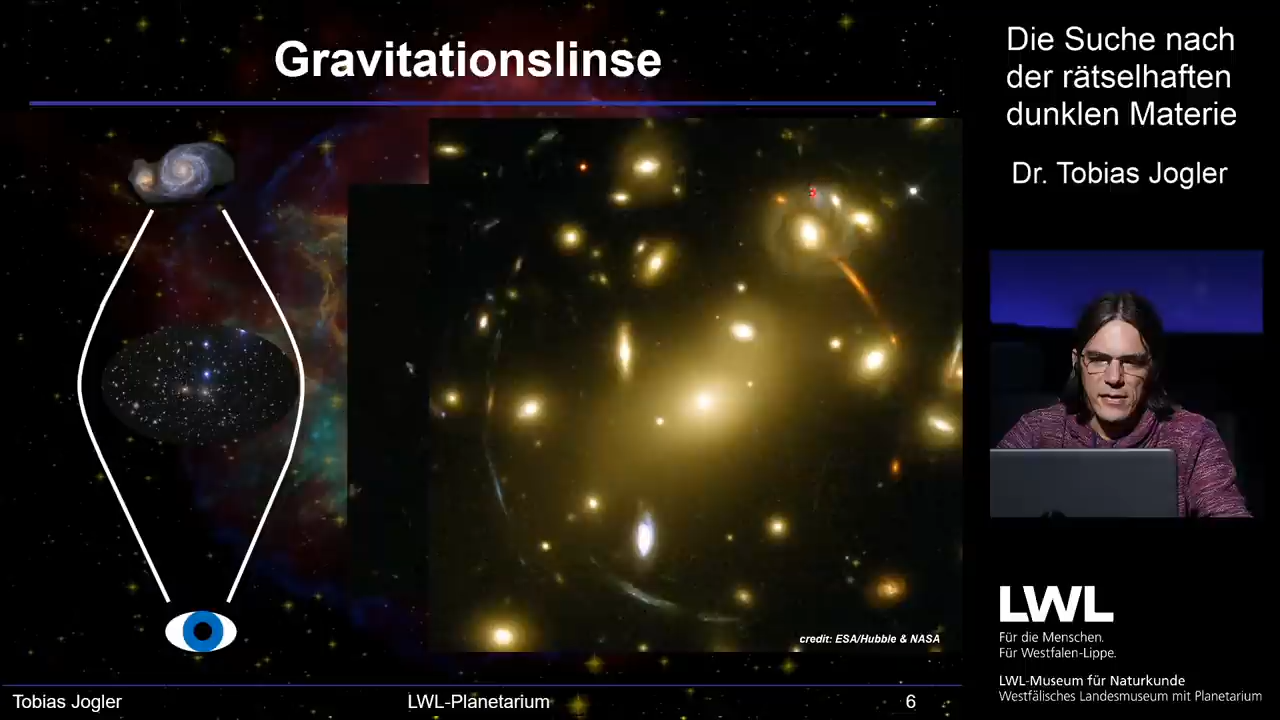 Gravitationslinse
credit: ESA/Hubble & NASA
Tobias Jogler
LWL-Planetarium
6
Die Suche nach
der rätselhaften
dunklen Materie
Dr. Tobias Jogler
LWL
Für die Menschen.
Für Westfalen-Lippe.
LWL-Museum für Naturkunde
Westfälisches Landesmuseum mit Planetarium